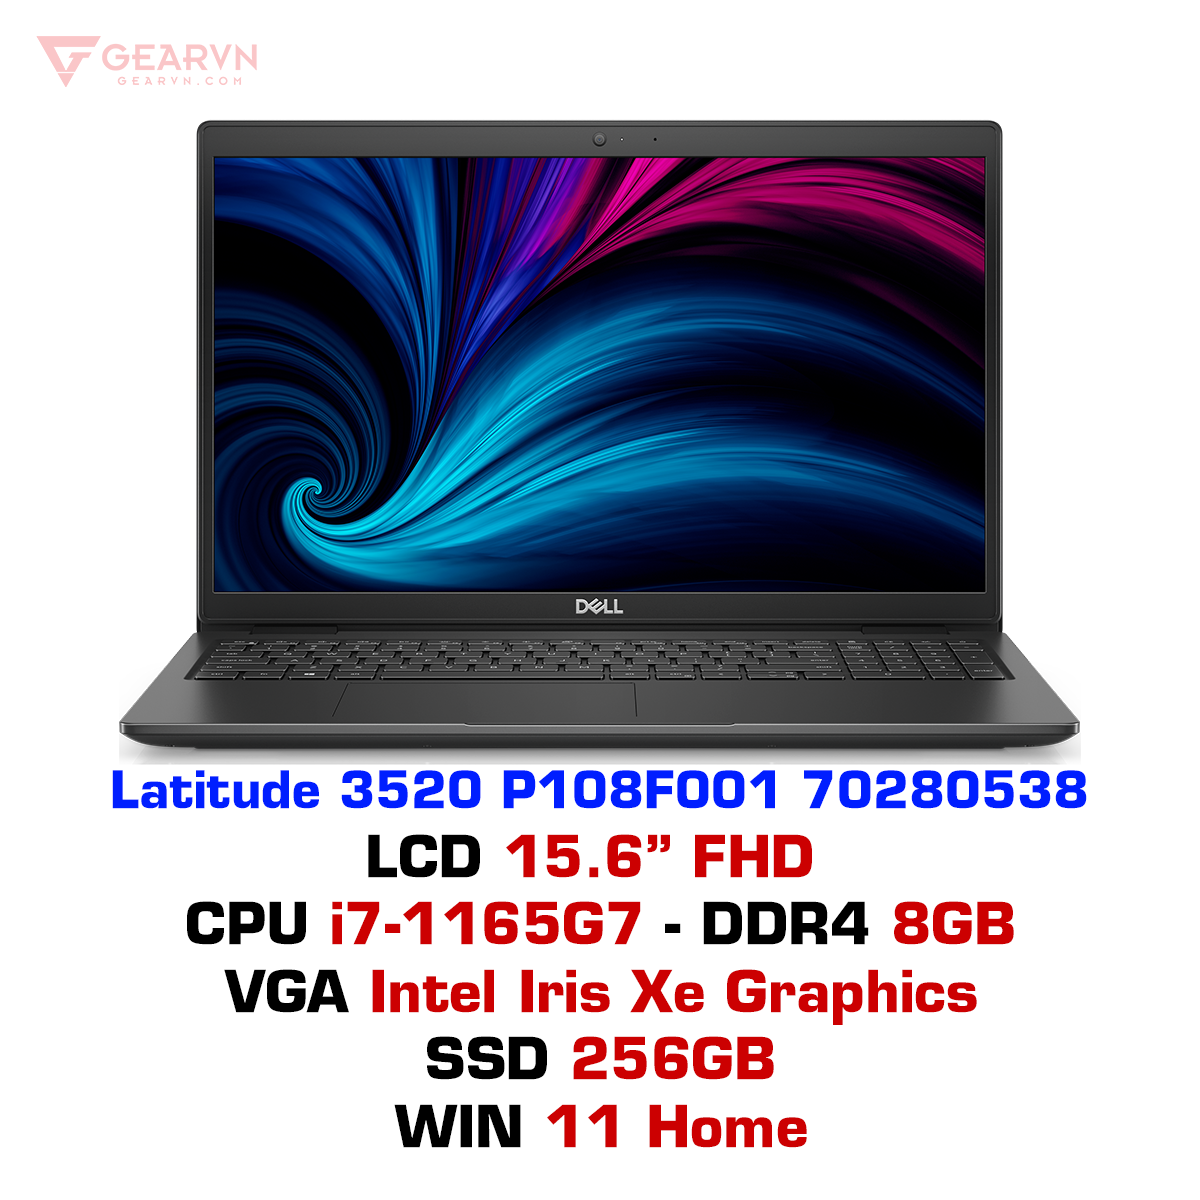 GEARVN
GEARVN.COM
DELL
Latitude 3520 P108F001 70280538
LCD 15.6” FHD
CPU i7-1165G7 - DDR4 8GB
VGA Intel Iris Xe Graphics
SSD 256GB
WIN 11 Home